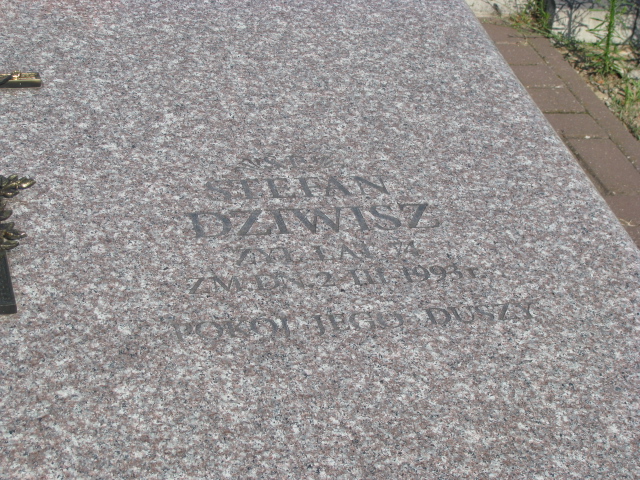 STEFAN
DZIWISZ
ŻYŁ LAT 74
ZM. DN. 2. III. 1993 r.
POKÓJ JEGO DUSZY